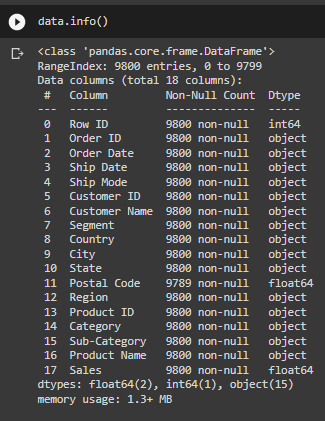 data.info()
<class 'pandas.core.frame.DataFrame'>
RangeIndex: 9800 entries, 0 to 9799
Data columns (total 18 columns):
 #   Column         Non-Null Count  Dtype
---  ------         --------------  -----
 0   Row ID         9800 non-null   int64
 1   Order ID       9800 non-null   object
 2   Order Date     9800 non-null   object
 3   Ship Date      9800 non-null   object
 4   Ship Mode      9800 non-null   object
 5   Customer ID    9800 non-null   object
 6   Customer Name  9800 non-null   object
 7   Segment        9800 non-null   object
 8   Country        9800 non-null   object
 9   City           9800 non-null   object
 10  State          9800 non-null   object
 11  Postal Code    9789 non-null   float64
 12  Region         9800 non-null   object
 13  Product ID     9800 non-null   object
 14  Category       9800 non-null   object
 15  Sub-Category   9800 non-null   object
 16  Product Name   9800 non-null   object
 17  Sales          9800 non-null   float64
dtypes: float64(2), int64(1), object(15)
memory usage: 1.3+ MB